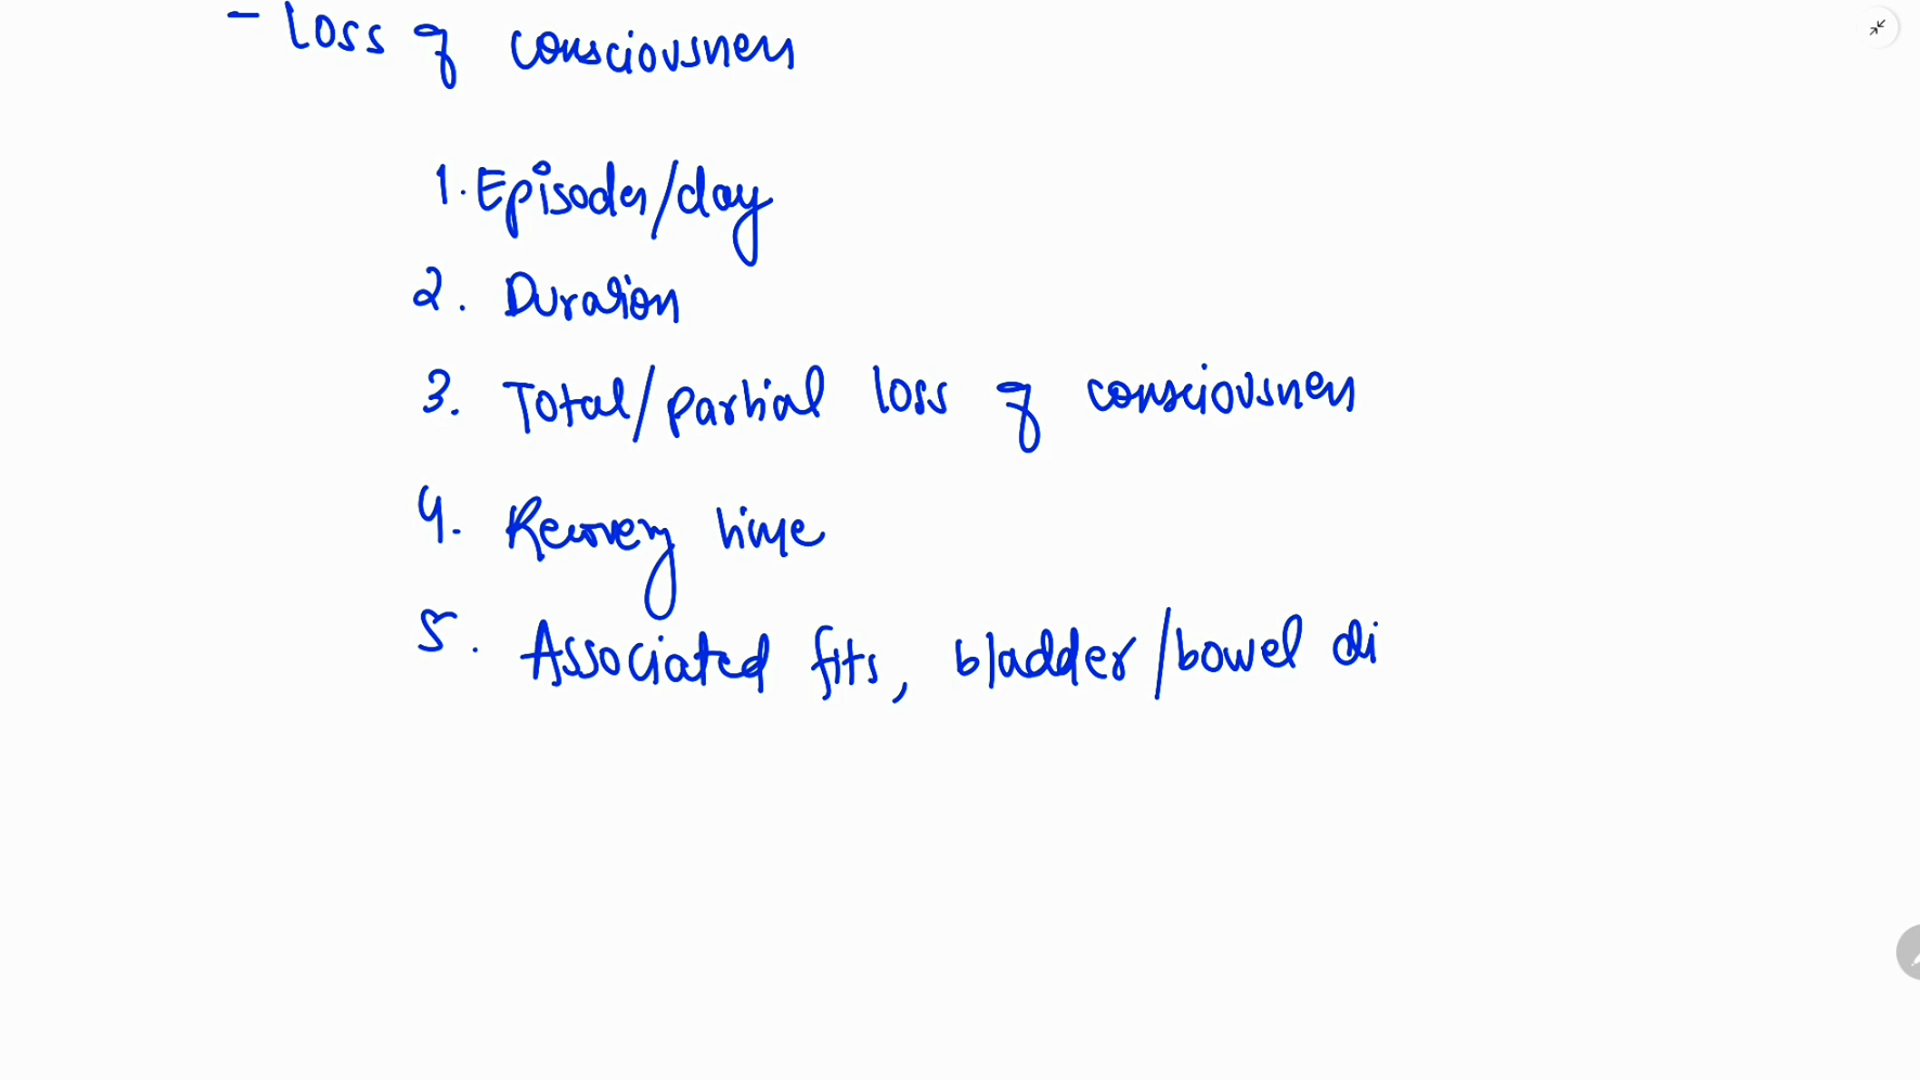 - Loss of consciousness
1. Episodes/day
2. Duration
3. Total/partial loss of consciousness
4. Recovery time
5. Associated fits, bladder/bowel di